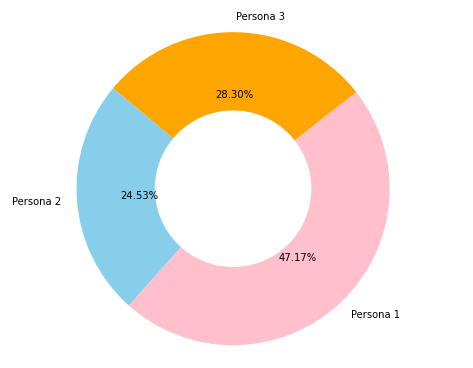 Persona 3
28.30%
Persona 2
24.53%
47.17%
Persona 1